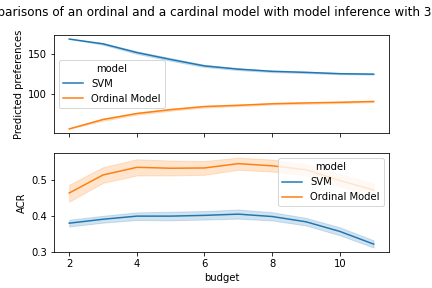 parisons of an ordinal and a cardinal model with model inference with 3
Predicted preferences
150
100
model
SVM
Ordinal Model
ACR
0.5
0.4
0.3
model
SVM
Ordinal Model
2
4
6
8
10
budget